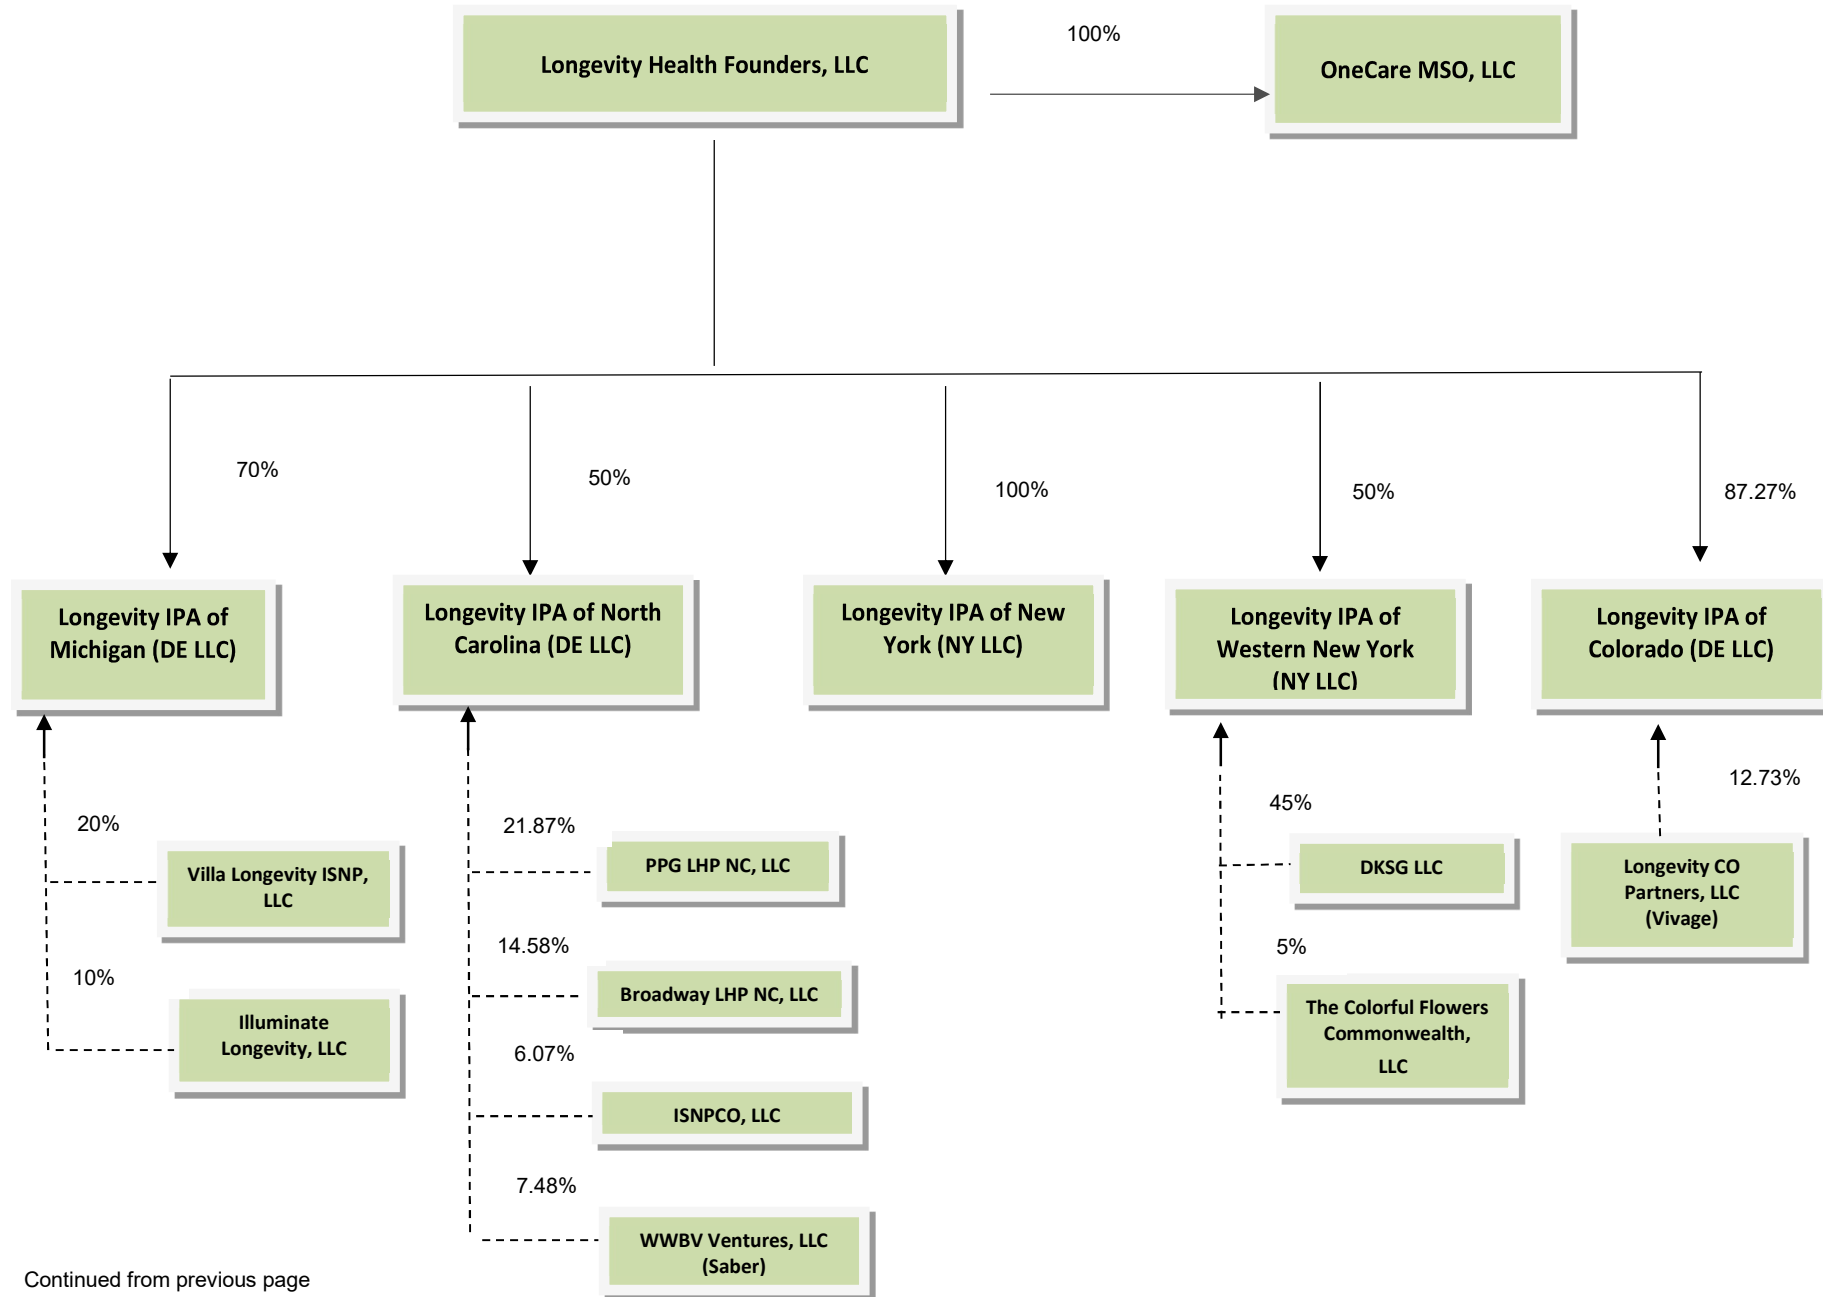 Longevity Health Founders, LLC
100%
OneCare MSO, LLC
70%
50%
100%
50%
87.27%
Longevity IPA of
Michigan (DE LLC)
Longevity IPA of North
Carolina (DE LLC)
Longevity IPA of New
York (NY LLC)
Longevity IPA of
Western New York
(NY LLC)
Longevity IPA of
Colorado (DE LLC)
20%
Villa Longevity ISNP,
LLC
10%
Illuminate
Longevity, LLC
21.87%
PPG LHP NC, LLC
14.58%
Broadway LHP NC, LLC
6.07%
ISNPCO, LLC
7.48%
WWBV Ventures, LLC
(Saber)
45%
DKSG LLC
5%
The Colorful Flowers
Commonwealth,
LLC
12.73%
Longevity CO
Partners, LLC
(Vivage)
Continued from previous page